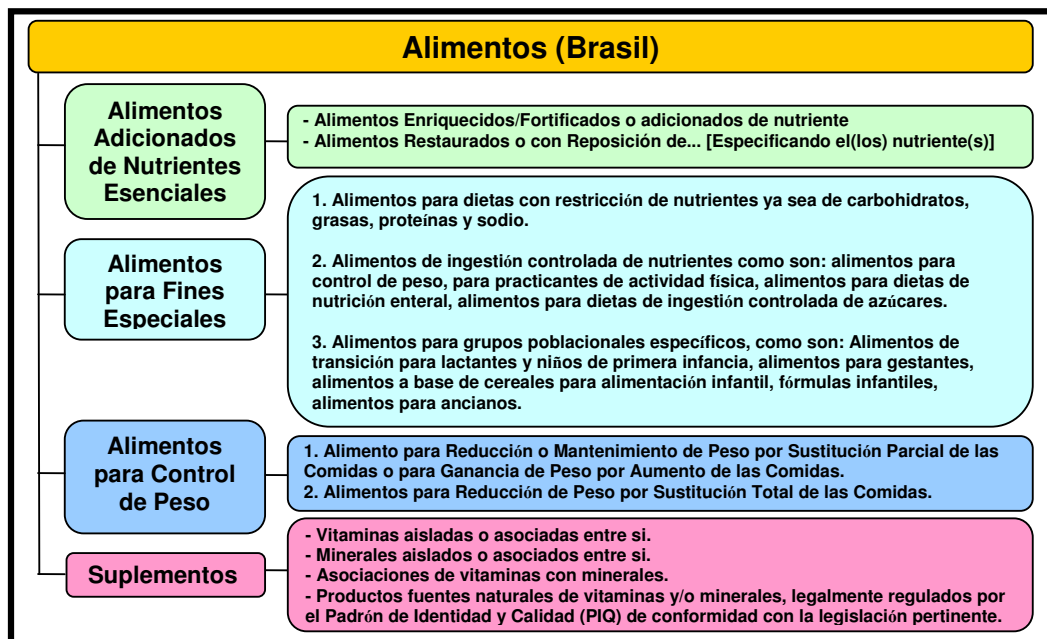 Alimentos (Brasil)
Alimentos
Adicionados
de Nutrientes
Esenciales
- Alimentos Enriquecidos/Fortificados o adicionados de nutriente
- Alimentos Restaurados o con Reposición de... [Especificando el(los) nutriente(s)]
Alimentos
para Fines
Especiales
1. Alimentos para dietas con restricción de nutrientes ya sea de carbohidratos,
grasas, proteínas y sodio.
2. Alimentos de ingestión controlada de nutrientes como son: alimentos para
control de peso, para practicantes de actividad física, alimentos para dietas de
nutrición enteral, alimentos para dietas de ingestión controlada de azúcares.
3. Alimentos para grupos poblacionales específicos, como son: Alimentos de
transición para lactantes y niños de primera infancia, alimentos para gestantes,
alimentos a base de cereales para alimentación infantil, fórmulas infantiles,
alimentos para ancianos.
Alimentos
para Control
de Peso
1. Alimento para Reducción o Mantenimiento de Peso por Sustitución Parcial de las
Comidas o para Ganancia de Peso por Aumento de las Comidas.
2. Alimentos para Reducción de Peso por Sustitución Total de las Comidas.
Suplementos
- Vitaminas aisladas o asociadas entre si.
- Minerales aislados o asociados entre si.
- Asociaciones de vitaminas con minerales.
- Productos fuentes naturales de vitaminas y/o minerales, legalmente regulados por
el Padrón de Identidad y Calidad (PIQ) de conformidad con la legislación pertinente.